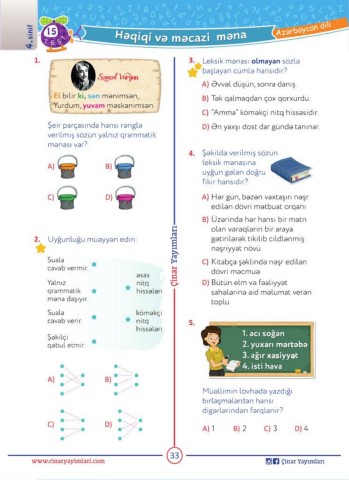 4. sinif
15
TEST
Həqiqi və məcazi məna
Azərbaycan dili
1.
Səməd Vurğun
El bilir ki, sən mənimsən,
Yurdum, yuvam məskənimsən
Şeir parçasında hansı rənglə
verilmiş sözün yalnız qrammatik
mənası var?
A)
B)
C)
D)
2. Uyğunluğu müəyyən edin:
Suala
cavab vermir.
Yalnız
qrammatik
məna daşıyır.
Suala
cavab verir.
Şəkilçi
qəbul etmir.
əsas
nitq
hissələri
köməkçi
nitq
hissələri
A)
B)
C)
D)
Çinar Yayımları
3. Leksik mənası olmayan sözlə
başlayan cümlə hansıdır?
A) Əvvəl düşün, sonra danış.
B) Tək qalmaqdan çox qorxurdu.
C) "Amma" köməkçi nitq hissəsidir.
D) Ən yaxşı dost dar gündə tanınar.
4. Şəkildə verilmiş sözün
leksik mənasına
uyğun gələn doğru
fikir hansıdır?
A) Hər gün, bəzən vaxtaşırı nəşr
edilən dövri mətbuat orqanı
B) Üzərində hər hansı bir mətn
olan vərəqlərin bir araya
gətirilərək tikilib cildlənmiş
nəşriyyat növü
C) Kitabça şəklində nəşr edilən
dövri məcmuə
D) Bütün elm və fəaliyyət
sahələrinə aid məlumat verən
toplu
5.
1. acı soğan
2. yuxarı mərtəbə
3. ağır xasiyyət
4. isti hava
Müəllimin lövhədə yazdığı
birləşmələrdən hansı
digərlərindən fərqlənir?
A) 1 B) 2 C) 3 D) 4
www.cinaryayimlari.com
33
Çinar Yayımları